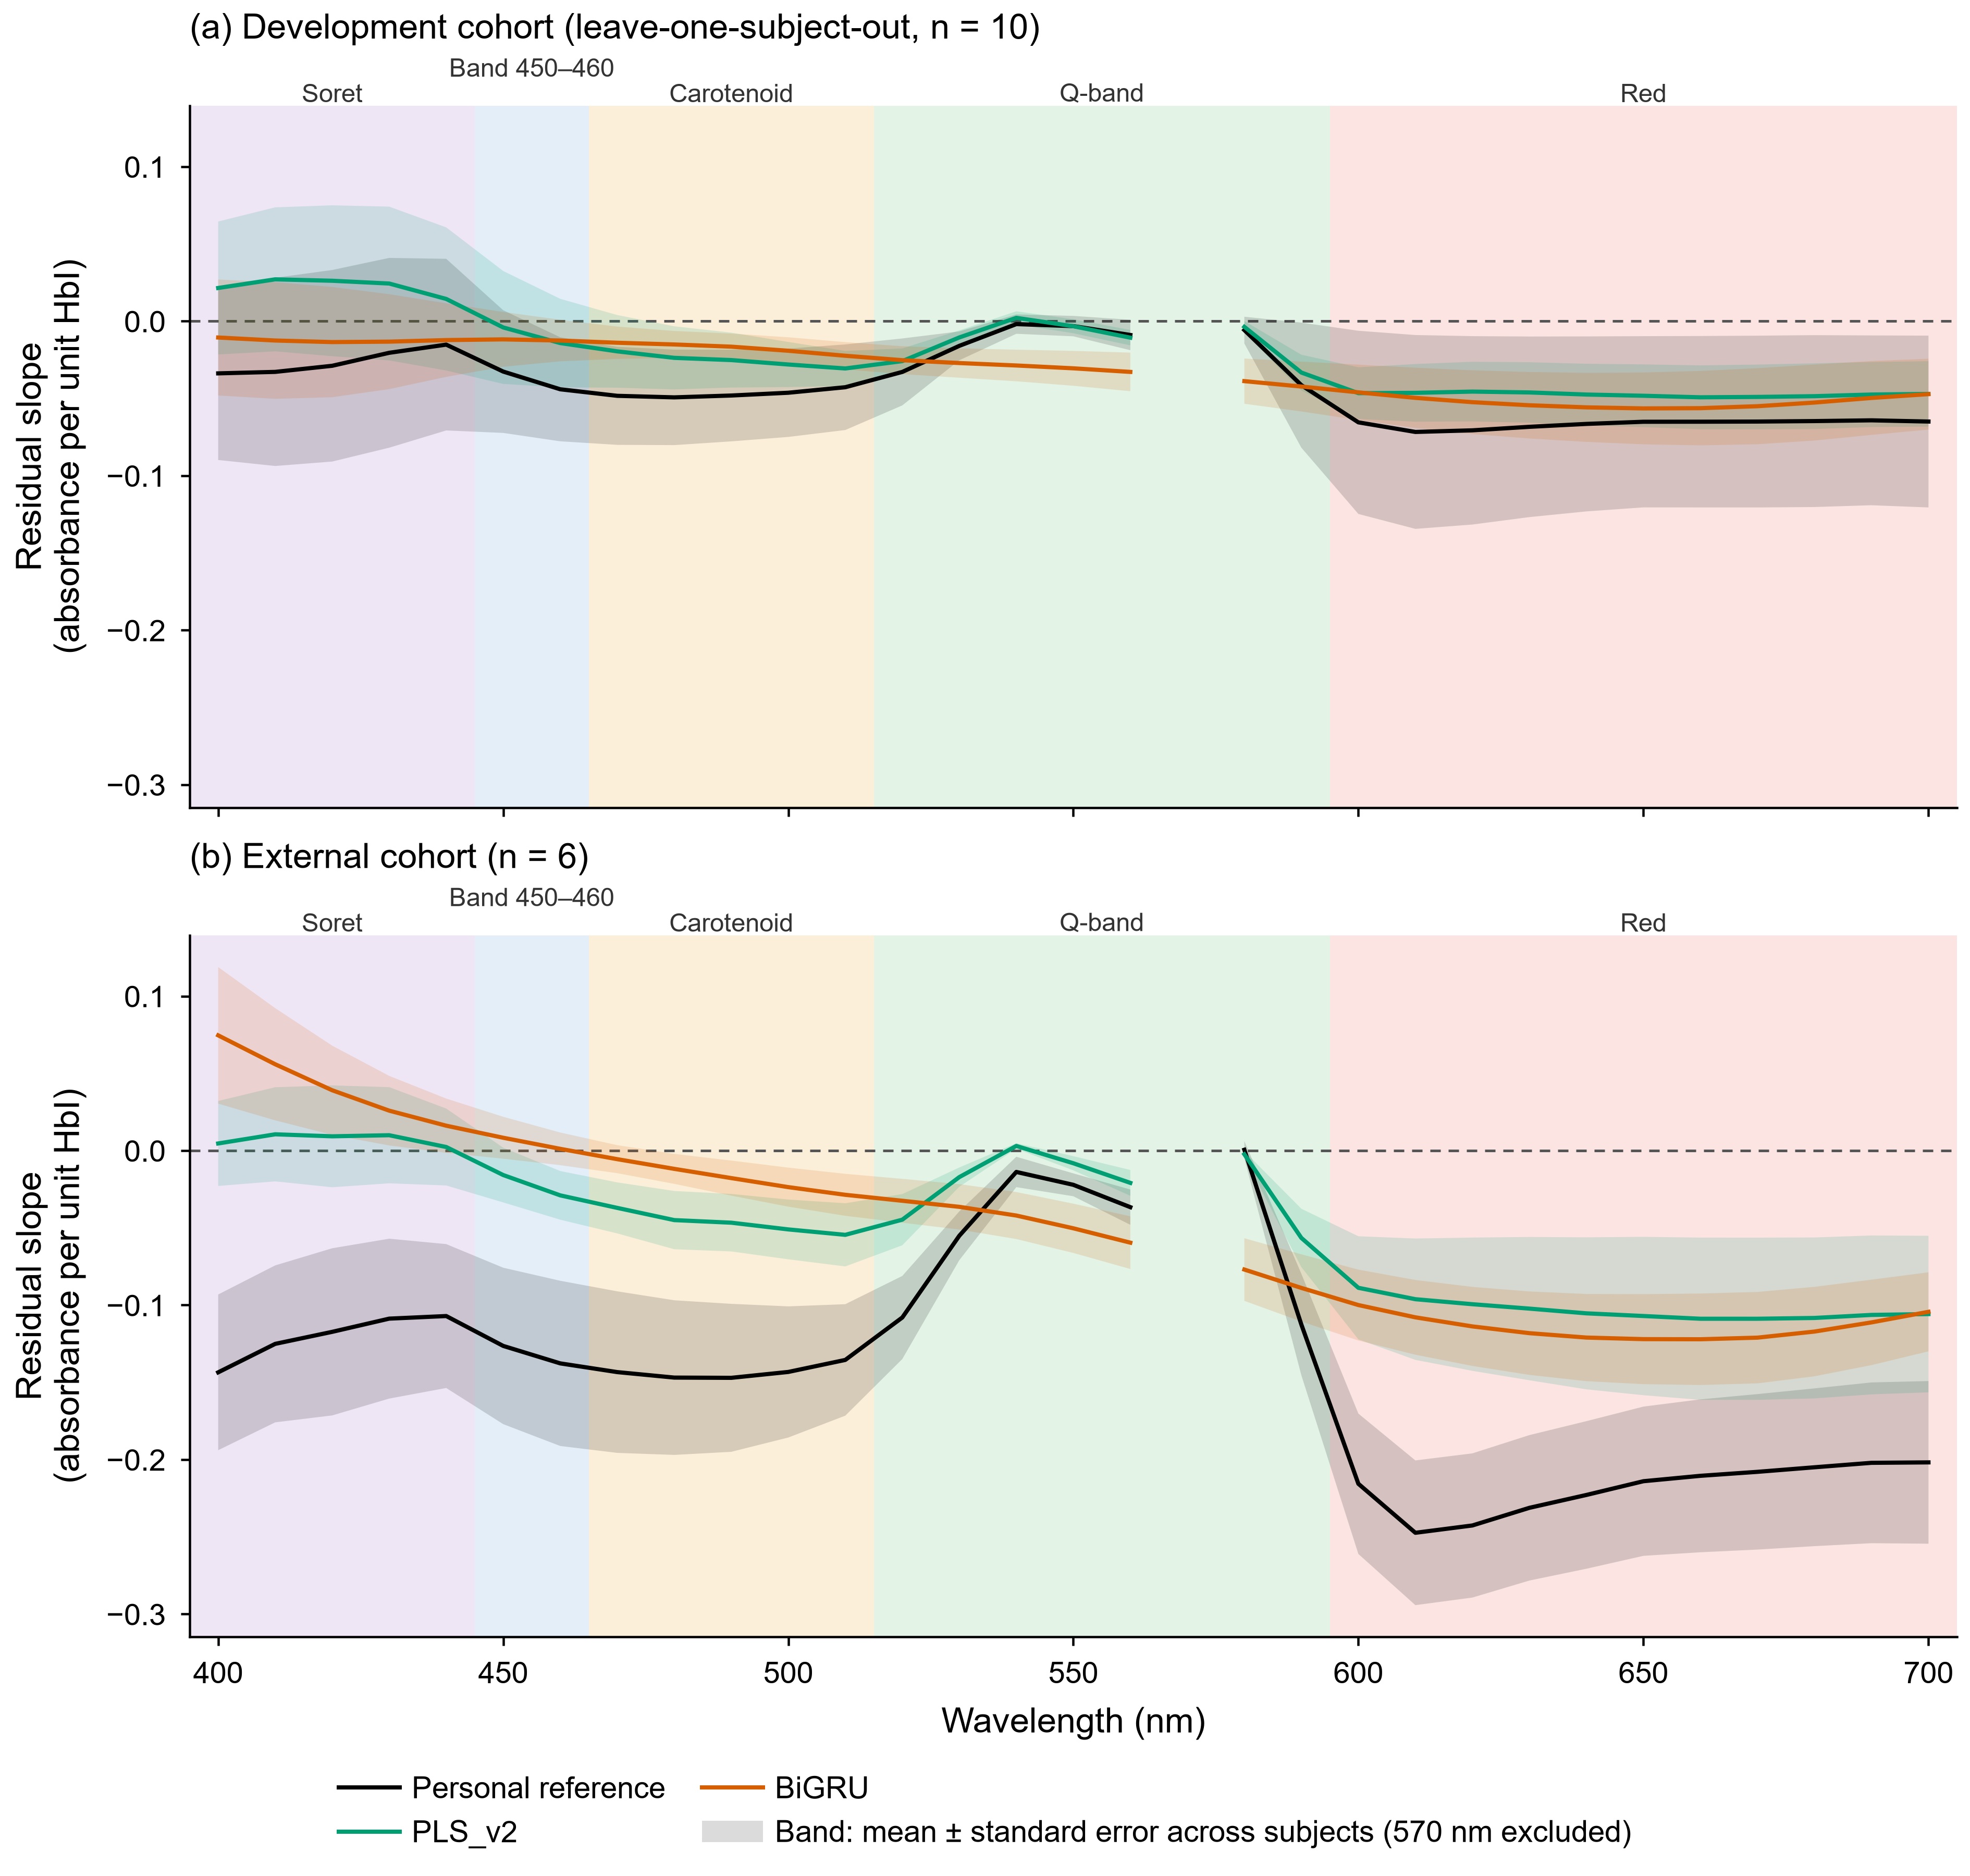 (a) Development cohort (leave-one-subject-out, n = 10)
Band 450–460
Soret Carotenoid Q-band Red
0.1
0.0
−0.1
−0.2
−0.3
Residual slope
(absorbance per unit HbI)
(b) External cohort (n = 6)
Band 450–460
Soret Carotenoid Q-band Red
0.1
0.0
−0.1
−0.2
−0.3
Residual slope
(absorbance per unit HbI)
400 450 500 550 600 650 700
Wavelength (nm)
Personal reference BiGRU
PLS_v2 Band: mean ± standard error across subjects (570 nm excluded)